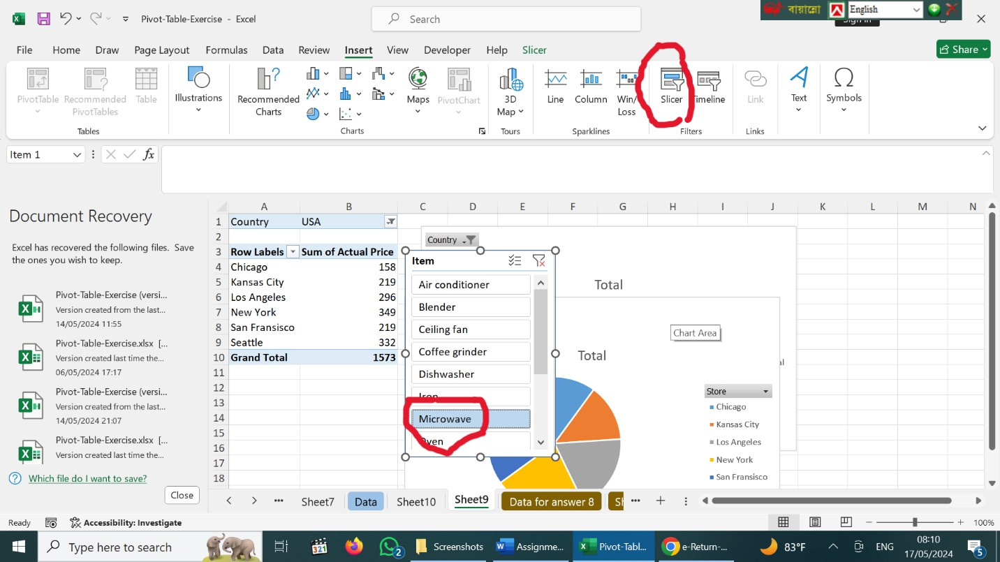 Pivot-Table-Exercise - Excel
Search
বায়ান্নো
English
Sign in
File Home Draw Page Layout Formulas Data Review Insert View Developer Help Slicer
Share
PivotTable
Recommended PivotTables
Table
Tables
Illustrations
Recommended Charts
Maps
PivotChart
Charts
3D Map
Tours
Line
Column
Win/ Loss
Sparklines
Slicer
Timeline
Filters
Link
Links
Text
Symbols
Item 1
fx
Document Recovery
Excel has recovered the following files. Save
the ones you wish to keep.
Pivot-Table-Exercise (versi...
Version created from the last...
14/05/2024 11:55
Pivot-Table-Exercise.xlsx [...
Version created last time the...
06/05/2024 17:17
Pivot-Table-Exercise (versi...
Version created from the last...
14/05/2024 21:07
Pivot-Table-Exercise.xlsx [...
Version created last time the...
Which file do I want to save?
Close
A B C D E F G H I J K L M N
1 Country USA
2
3 Row Labels Sum of Actual Price
4 Chicago 158
5 Kansas City 219
6 Los Angeles 296
7 New York 349
8 San Fransisco 219
9 Seattle 332
10 Grand Total 1573
11
12
13
14
15
16
17
18
Country
Item
Air conditioner
Blender
Ceiling fan
Coffee grinder
Dishwasher
Iron
Microwave
Oven
Total
Chart Area
Total
Store
Chicago
Kansas City
Los Angeles
New York
San Fransisco
Sheet7 Data Sheet10 Sheet9 Data for answer 8
Ready
Accessibility: Investigate
100%
Type here to search
2
Screenshots
Assignme...
Pivot-Tabl...
e-Return-...
83°F
ENG
08:10
17/05/2024
5